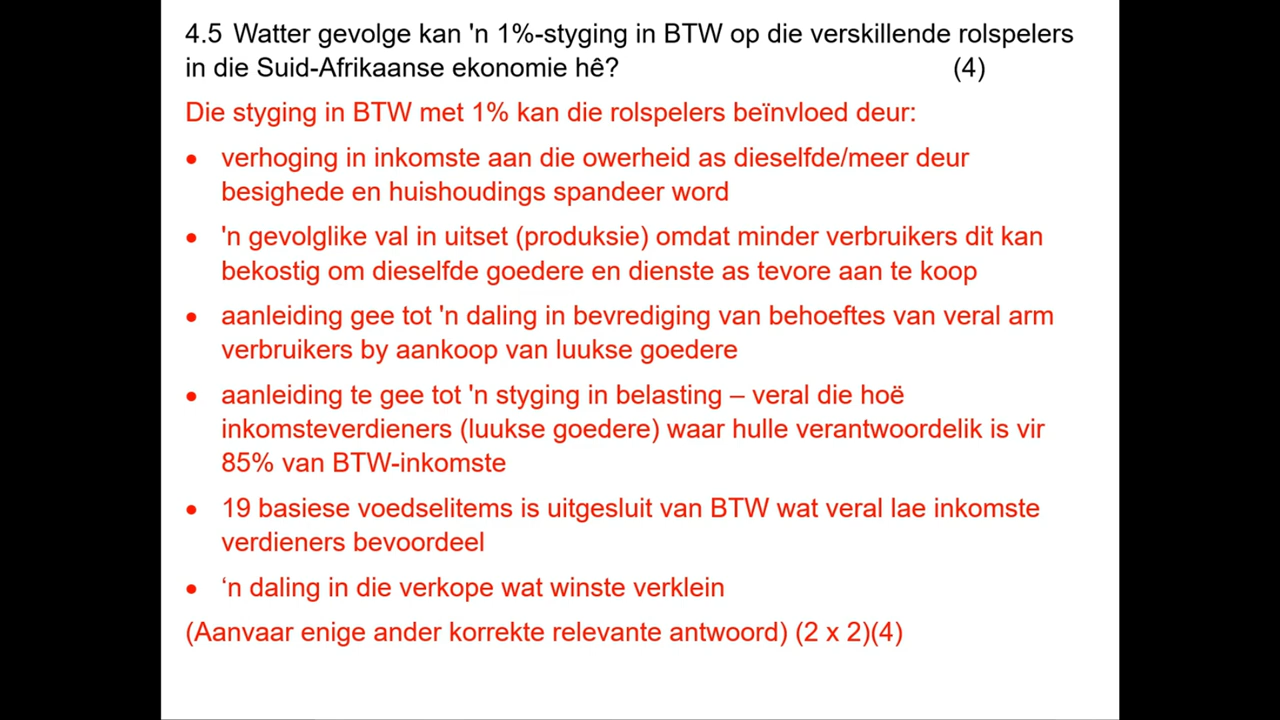 4.5 Watter gevolge kan 'n 1%-styging in BTW op die verskillende rolspelers
in die Suid-Afrikaanse ekonomie hê? (4)
Die styging in BTW met 1% kan die rolspelers beïnvloed deur:
• verhoging in inkomste aan die owerheid as dieselfde/meer deur
besighede en huishoudings spandeer word
• 'n gevolglike val in uitset (produksie) omdat minder verbruikers dit kan
bekostig om dieselfde goedere en dienste as tevore aan te koop
• aanleiding gee tot 'n daling in bevrediging van behoeftes van veral arm
verbruikers by aankoop van luukse goedere
• aanleiding te gee tot 'n styging in belasting – veral die hoë
inkomsteverdieners (luukse goedere) waar hulle verantwoordelik is vir
85% van BTW-inkomste
• 19 basiese voedselitems is uitgesluit van BTW wat veral lae inkomste
verdieners bevoordeel
• ‘n daling in die verkope wat winste verklein
(Aanvaar enige ander korrekte relevante antwoord) (2 x 2)(4)